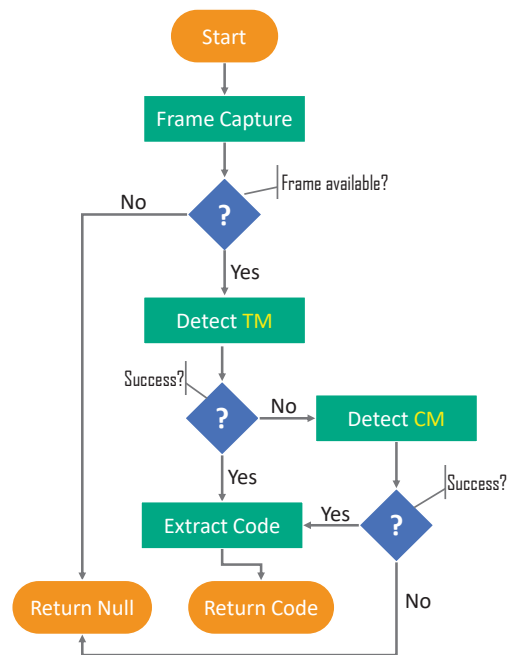 Start
Frame Capture
Frame available?
?
No
Yes
Detect TM
Success?
?
No
Detect CM
Yes
Success?
?
Yes
Extract Code
No
Return Null
Return Code